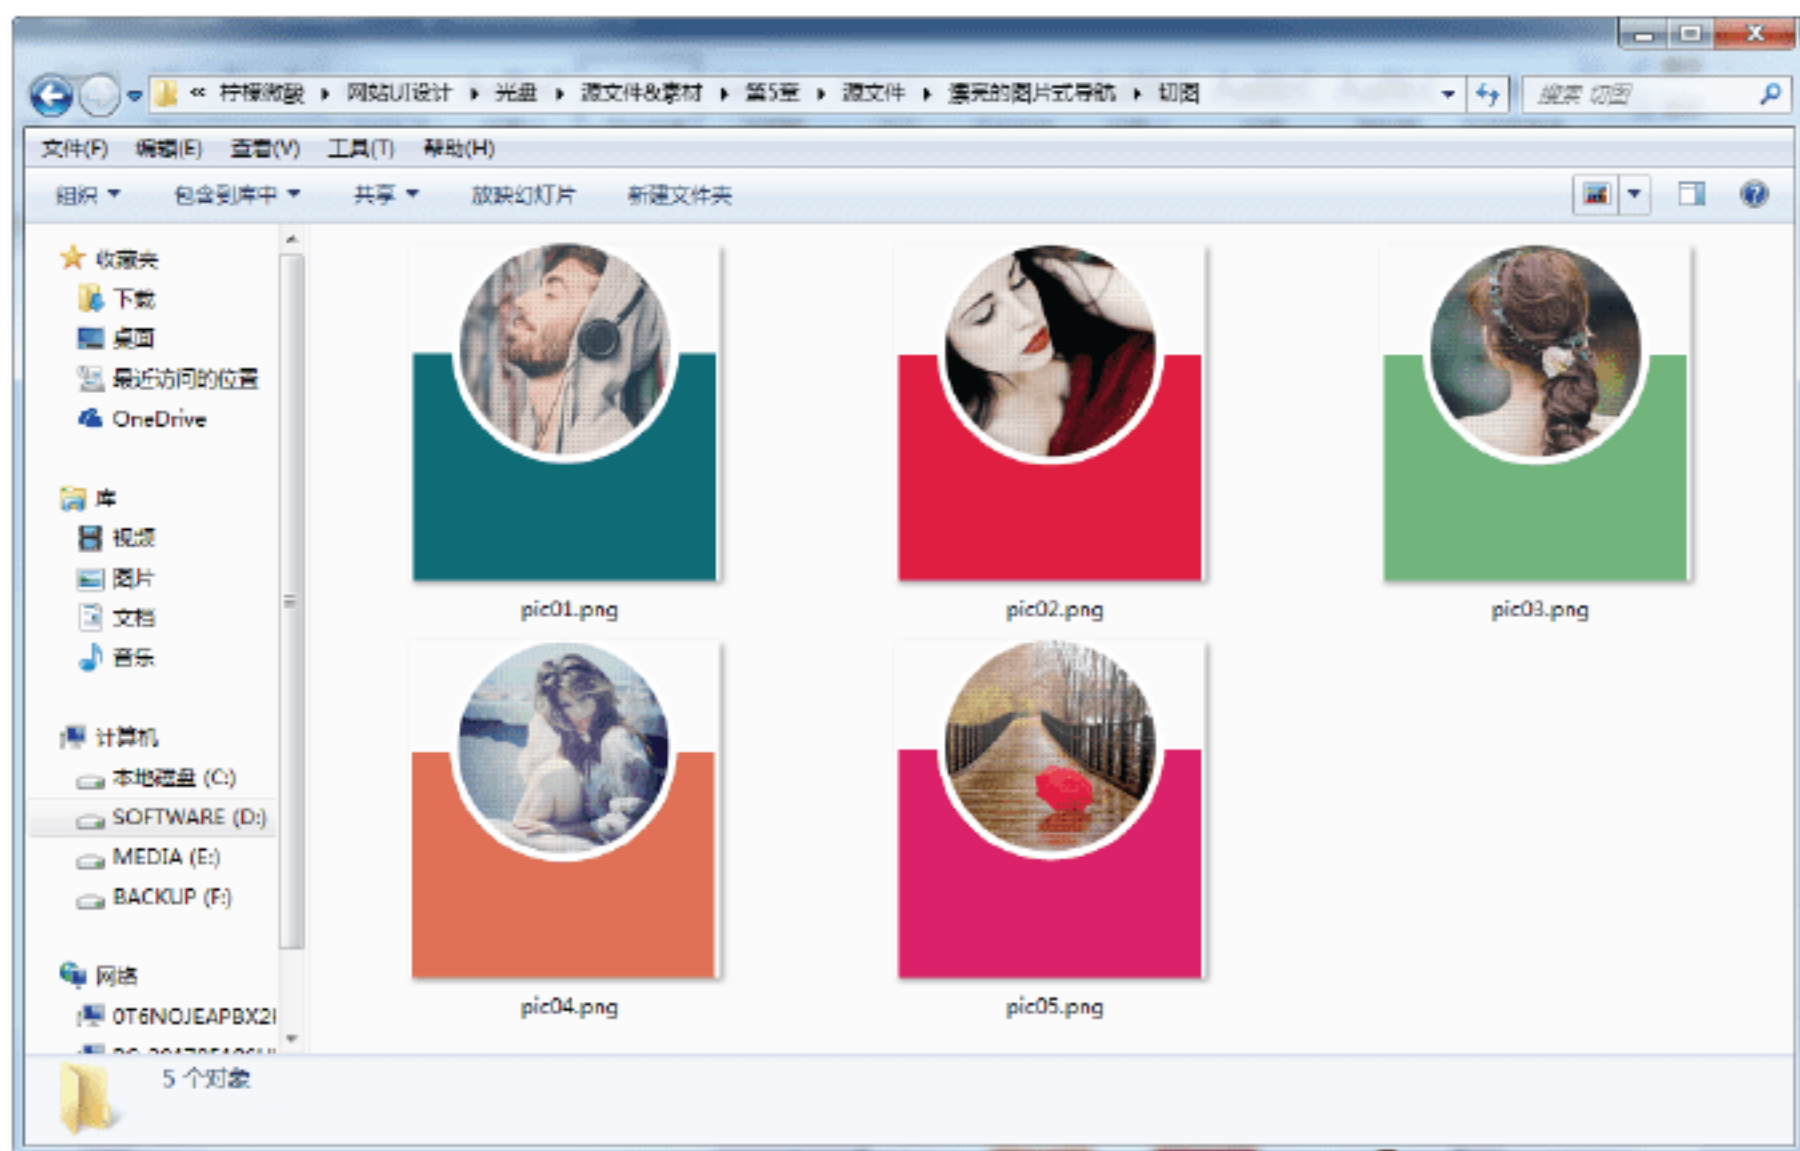 « 柠檬微酸 ▸ 网站UI设计 ▸ 光盘 ▸ 源文件&素材 ▸ 第5章 ▸ 源文件 ▸ 漂亮的图片式导航 ▸ 切图 搜索 切图
文件(F) 编辑(E) 查看(V) 工具(T) 帮助(H)
组织 包含到库中 共享 放映幻灯片 新建文件夹
收藏夹
下载
桌面
最近访问的位置
OneDrive
库
视频
图片
文档
音乐
计算机
本地磁盘 (C:)
SOFTWARE (D:)
MEDIA (E:)
BACKUP (F:)
网络
0T6NOJEAPBX2
pic01.png pic02.png pic03.png
pic04.png pic05.png
5 个对象